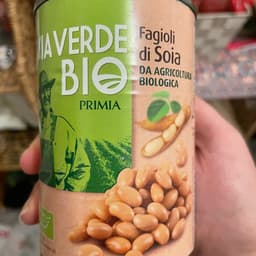 VIAVERDE
BIO
PRIMIA
Fagioli
di Soia
DA AGRICOLTURA
BIOLOGICA